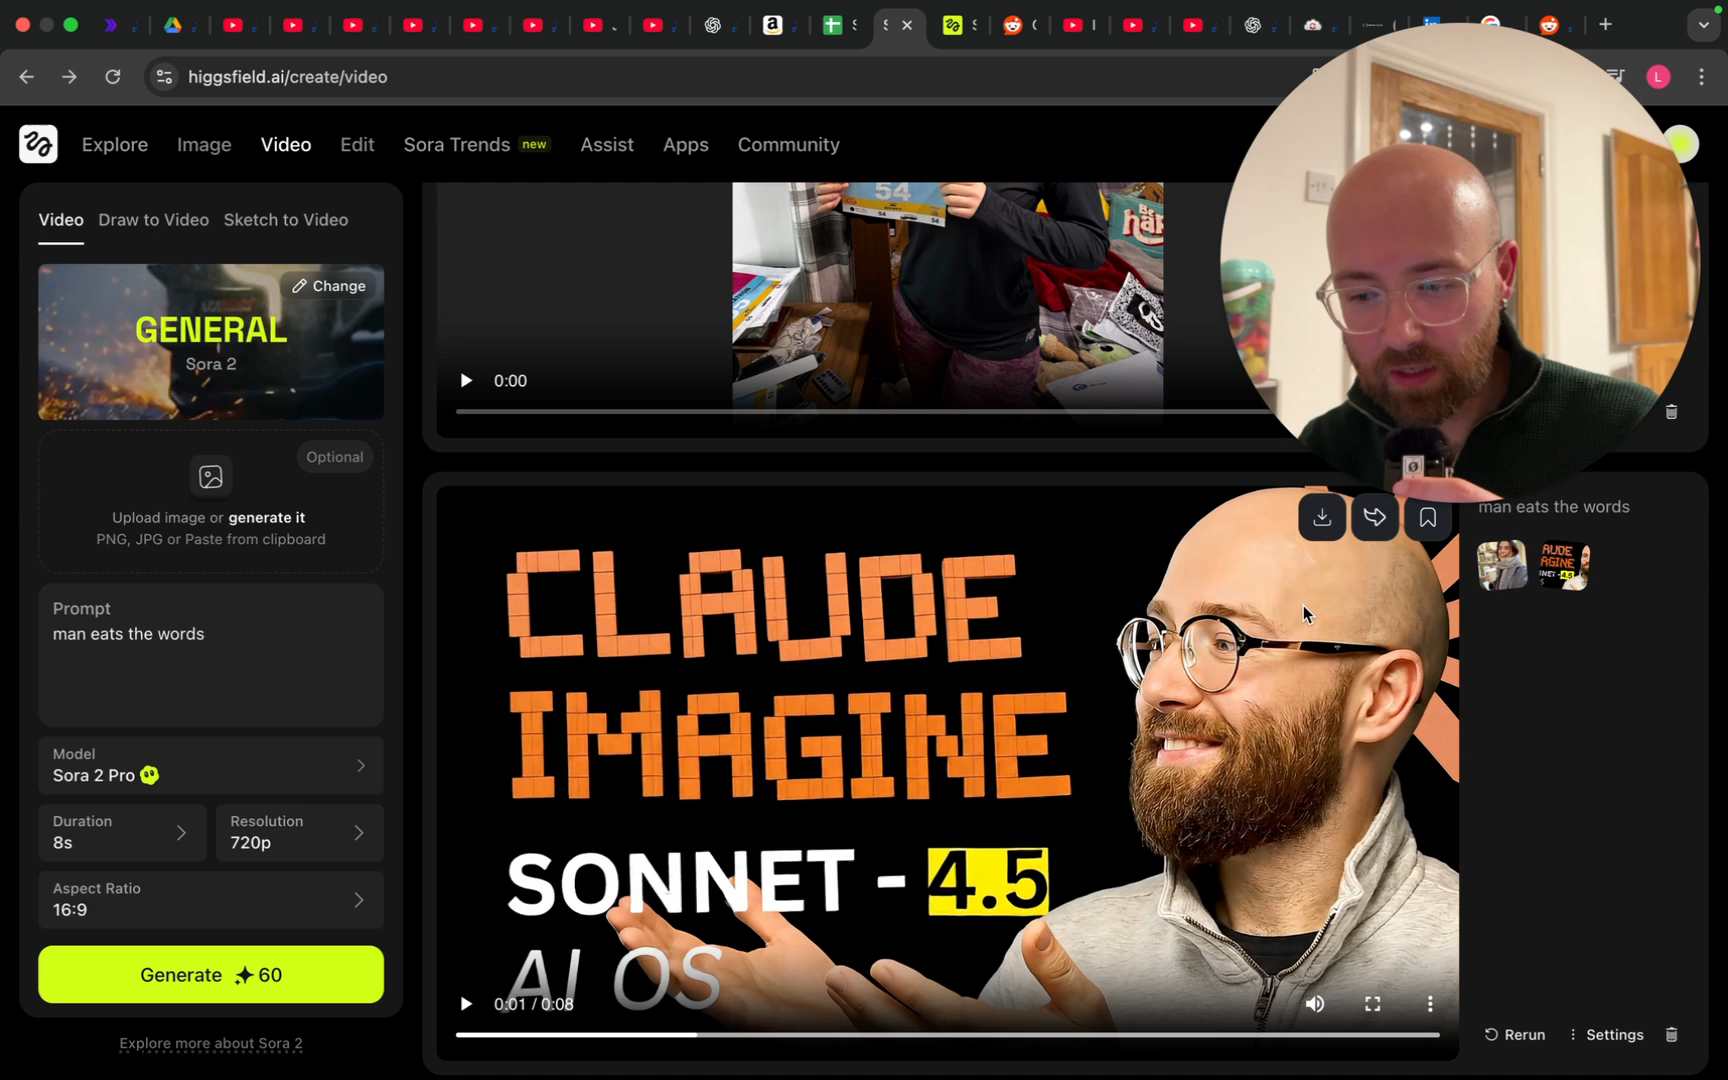 higgsfield.ai/create/video
L
Explore
Image
Video
Edit
Sora Trends new
Assist
Apps
Community
Video
Draw to Video
Sketch to Video
Change
GENERAL
Sora 2
Optional
Upload image or generate it
PNG, JPG or Paste from clipboard
Prompt
man eats the words
Model
Sora 2 Pro
Duration
8s
Resolution
720p
Aspect Ratio
16:9
Generate 60
Explore more about Sora 2
54
54
54
0:00
CLAUDE
IMAGINE
SONNET - 4.5
AI OS
0:01 / 0:08
man eats the words
Rerun
Settings